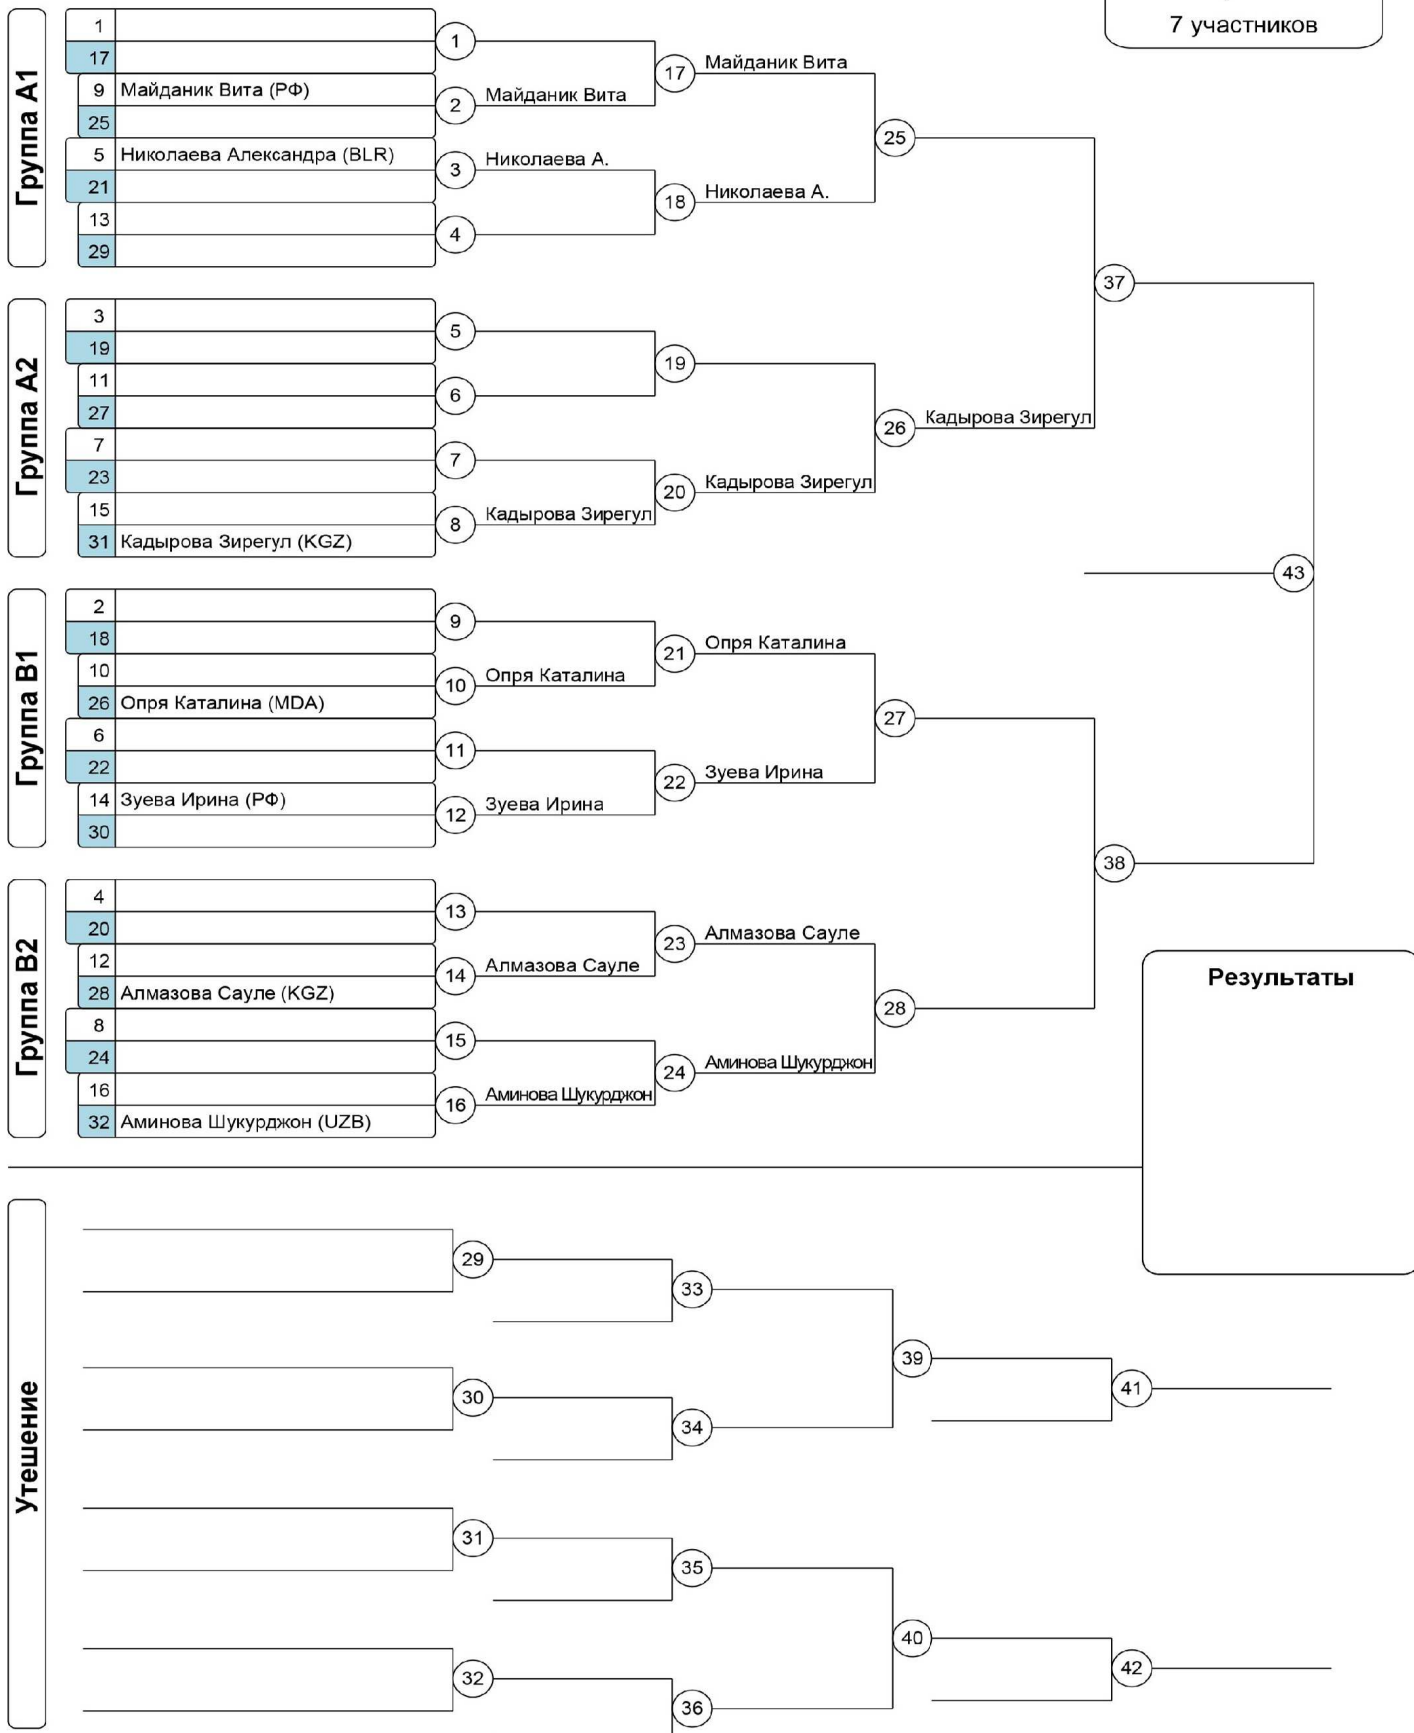 7 участников
Группа A1
1
17
9 Майданик Вита (РФ)
25
5 Николаева Александра (BLR)
21
13
29
1
2 Майданик Вита
3 Николаева А.
4
17 Майданик Вита
18 Николаева А.
25
Группа A2
3
19
11
27
7
23
15
31 Кадырова Зирегул (KGZ)
5
6
7
8 Кадырова Зирегул
19
20 Кадырова Зирегул
26 Кадырова Зирегул
37
Группа B1
2
18
10
26 Опря Каталина (MDA)
6
22
14 Зуева Ирина (РФ)
30
9
10 Опря Каталина
11
12 Зуева Ирина
21 Опря Каталина
22 Зуева Ирина
27
43
Группа B2
4
20
12
28 Алмазова Сауле (KGZ)
8
24
16
32 Аминова Шукурджон (UZB)
13
14 Алмазова Сауле
15
16 Аминова Шукурджон
23 Алмазова Сауле
24 Аминова Шукурджон
28
38
Результаты
Утешение
29
30
31
32
33
34
35
36
39
40
41
42